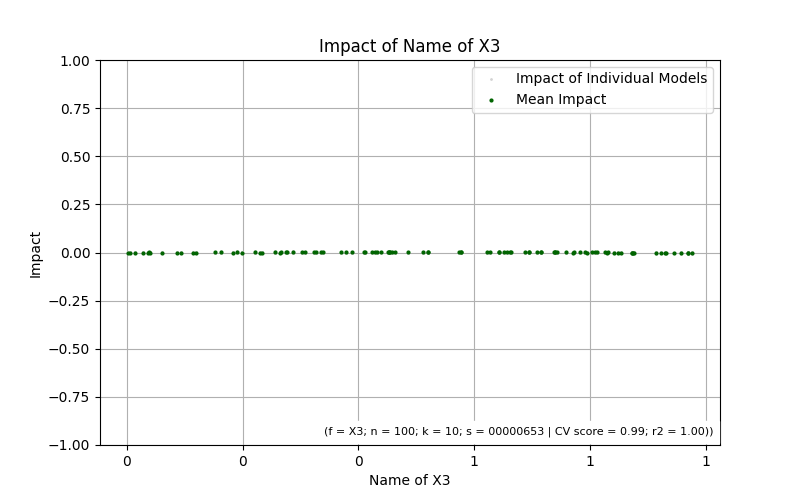 Impact of Name of X3
Impact of Individual Models
Mean Impact
1.00
0.75
0.50
0.25
0.00
−0.25
−0.50
−0.75
−1.00
Impact
(f = X3; n = 100; k = 10; s = 00000653 | CV score = 0.99; r2 = 1.00))
0 0 0 1 1 1
Name of X3